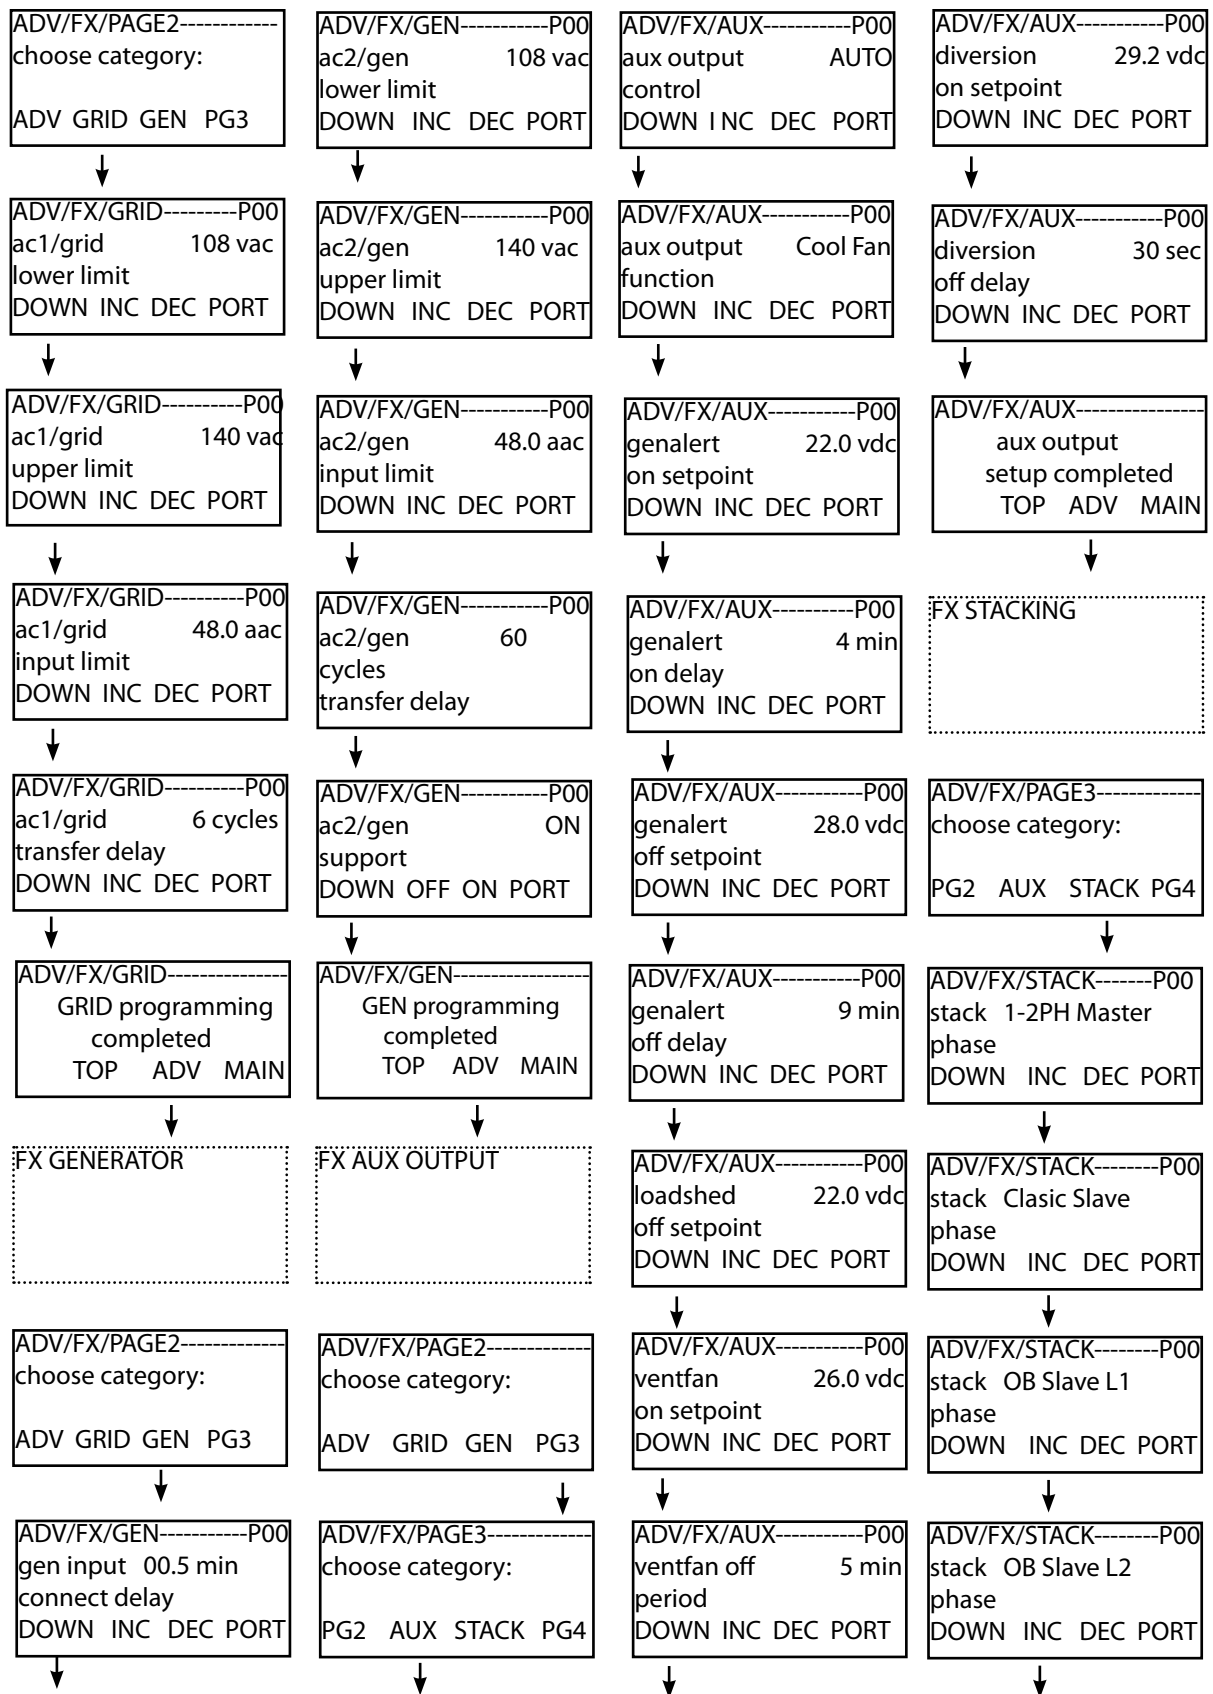 ADV/FX/PAGE2-------------
choose category:
ADV GRID GEN PG3
ADV/FX/GRID---------P00
ac1/grid 108 vac
lower limit
DOWN INC DEC PORT
ADV/FX/GRID----------P00
ac1/grid 140 vac
upper limit
DOWN INC DEC PORT
ADV/FX/GRID----------P00
ac1/grid 48.0 aac
input limit
DOWN INC DEC PORT
ADV/FX/GRID----------P00
ac1/grid 6 cycles
transfer delay
DOWN INC DEC PORT
ADV/FX/GRID---------------
GRID programming
completed
TOP ADV MAIN
FX GENERATOR
ADV/FX/PAGE2-------------
choose category:
ADV GRID GEN PG3
ADV/FX/GEN-----------P00
gen input 00.5 min
connect delay
DOWN INC DEC PORT
ADV/FX/GEN-----------P00
ac2/gen 108 vac
lower limit
DOWN INC DEC PORT
ADV/FX/GEN-----------P00
ac2/gen 140 vac
upper limit
DOWN INC DEC PORT
ADV/FX/GEN-----------P00
ac2/gen 48.0 aac
input limit
DOWN INC DEC PORT
ADV/FX/GEN-----------P00
ac2/gen 60
cycles
transfer delay
ADV/FX/GEN-----------P00
ac2/gen ON
support
DOWN OFF ON PORT
ADV/FX/GEN------------------
GEN programming
completed
TOP ADV MAIN
FX AUX OUTPUT
ADV/FX/PAGE2-------------
choose category:
ADV GRID GEN PG3
ADV/FX/PAGE3-------------
choose category:
PG2 AUX STACK PG4
ADV/FX/AUX-----------P00
aux output AUTO
control
DOWN I NC DEC PORT
ADV/FX/AUX-----------P00
aux output Cool Fan
function
DOWN INC DEC PORT
ADV/FX/AUX-----------P00
genalert 22.0 vdc
on setpoint
DOWN INC DEC PORT
ADV/FX/AUX----------P00
genalert 4 min
on delay
DOWN INC DEC PORT
ADV/FX/AUX-----------P00
genalert 28.0 vdc
off setpoint
DOWN INC DEC PORT
ADV/FX/AUX-----------P00
genalert 9 min
off delay
DOWN INC DEC PORT
ADV/FX/AUX-----------P00
loadshed 22.0 vdc
off setpoint
DOWN INC DEC PORT
ADV/FX/AUX-----------P00
ventfan 26.0 vdc
on setpoint
DOWN INC DEC PORT
ADV/FX/AUX-----------P00
ventfan off 5 min
period
DOWN INC DEC PORT
ADV/FX/AUX-----------P00
diversion 29.2 vdc
on setpoint
DOWN INC DEC PORT
ADV/FX/AUX-----------P00
diversion 30 sec
off delay
DOWN INC DEC PORT
ADV/FX/AUX----------------
aux output
setup completed
TOP ADV MAIN
FX STACKING
ADV/FX/PAGE3-------------
choose category:
PG2 AUX STACK PG4
ADV/FX/STACK-------P00
stack 1-2PH Master
phase
DOWN INC DEC PORT
ADV/FX/STACK--------P00
stack Clasic Slave
phase
DOWN INC DEC PORT
ADV/FX/STACK--------P00
stack OB Slave L1
phase
DOWN INC DEC PORT
ADV/FX/STACK--------P00
stack OB Slave L2
phase
DOWN INC DEC PORT